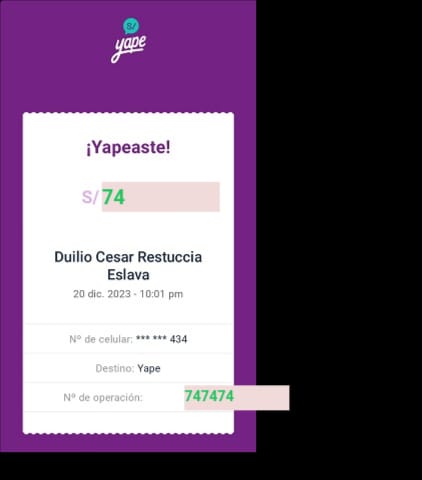 S/
yape
¡Yapeaste!
S/ 74
Duilio Cesar Restuccia
Eslava
20 dic. 2023 - 10:01 pm
Nº de celular: *** *** 434
Destino: Yape
Nº de operación: 747474